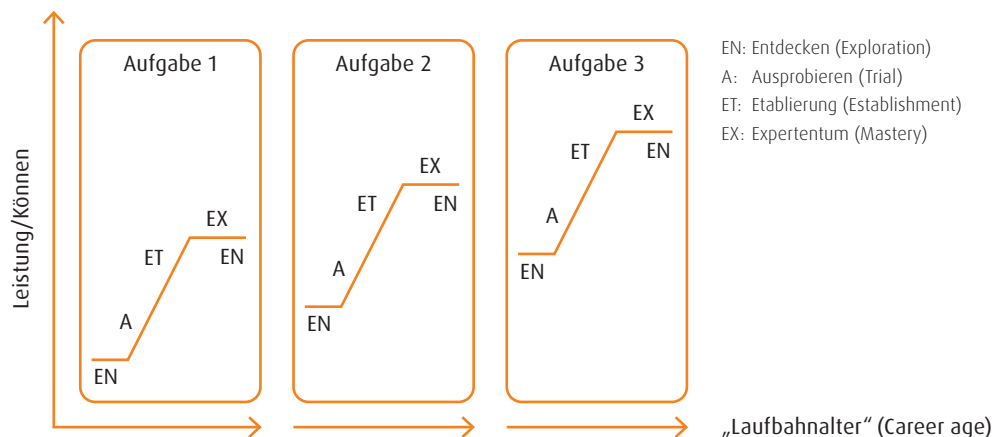 Aufgabe 1
EX
ET
EN
A
EN
Aufgabe 2
EX
ET
EN
A
EN
Aufgabe 3
EX
ET
EN
A
EN
EN: Entdecken (Exploration)
A: Ausprobieren (Trial)
ET: Etablierung (Establishment)
EX: Expertentum (Mastery)
Leistung/Können
„Laufbahnalter“ (Career age)